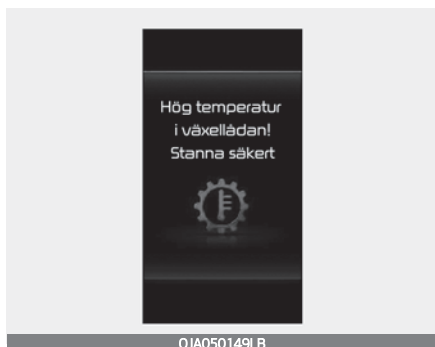 Hög temperatur
i växellådan!
Stanna säkert
OJA050149LB